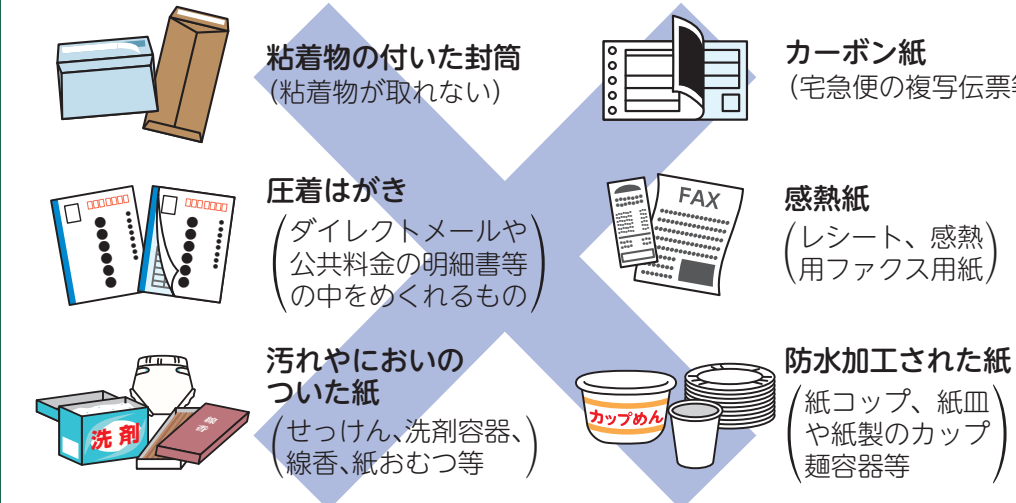 粘着物の付いた封筒
(粘着物が取れない)
カーボン紙
(宅急便の複写伝票等
圧着はがき
(ダイレクトメールや
公共料金の明細書等
の中をめくれるもの)
FAX
感熱紙
(レシート、感熱
用ファクス用紙)
汚れやにおいの
ついた紙
(せっけん、洗剤容器、
線香、紙おむつ等)
洗剤
線香
カップめん
防水加工された紙
(紙コップ、紙皿
や紙製のカップ
麺容器等)